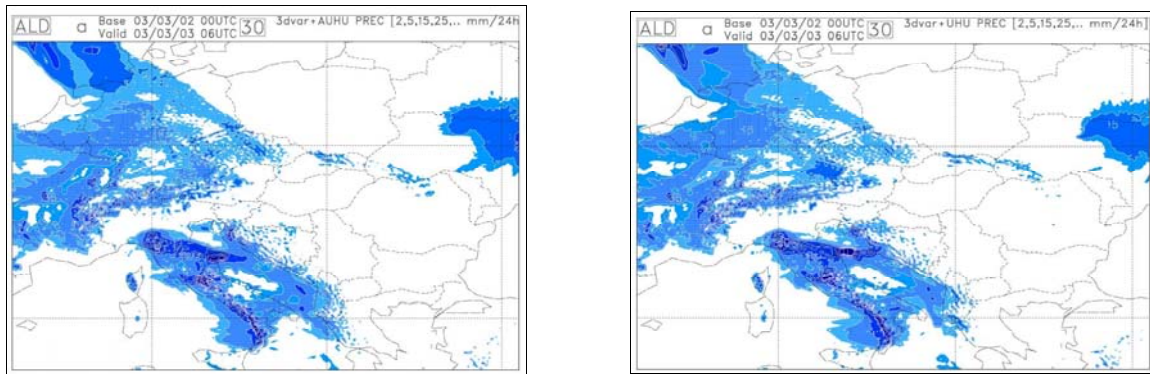 ALD a Base 03/03/02 00UTC 30 3dvar+AUHU PREC [2,5,15,25,.. mm/24h]
Valid 03/03/03 06UTC
ALD a Base 03/03/02 00UTC 30 3dvar+UHU PREC [2,5,15,25,.. mm/24h]
Valid 03/03/03 06UTC
15